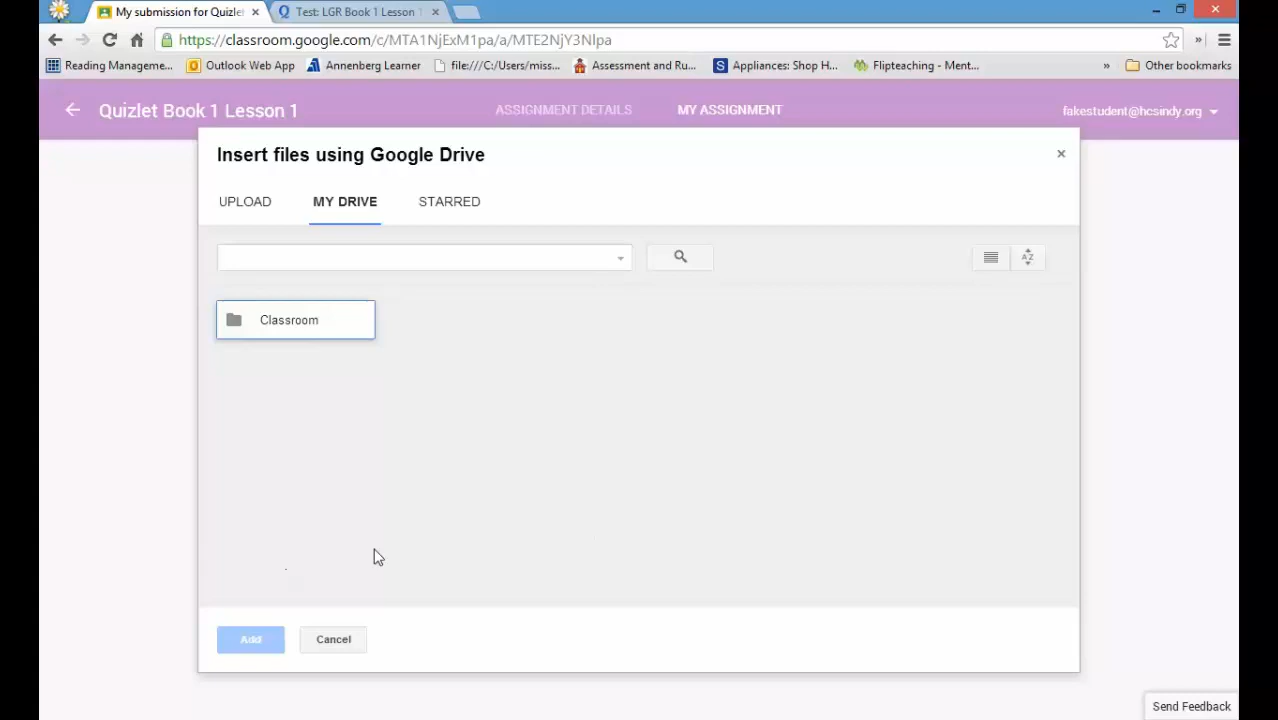 My submission for Quizlet
Test: LGR Book 1 Lesson 1
https://classroom.google.com/c/MTA1NjExM1pa/a/MTE2NjY3Nlpa
Reading Manageme...
Outlook Web App
Annenberg Learner
file:///C:/Users/miss...
Assessment and Ru...
Appliances: Shop H...
Flipteaching - Ment...
»
Other bookmarks
Quizlet Book 1 Lesson 1
ASSIGNMENT DETAILS
MY ASSIGNMENT
fakestudent@hcsindy.org
Insert files using Google Drive
UPLOAD
MY DRIVE
STARRED
AZ
Classroom
Add
Cancel
Send Feedback